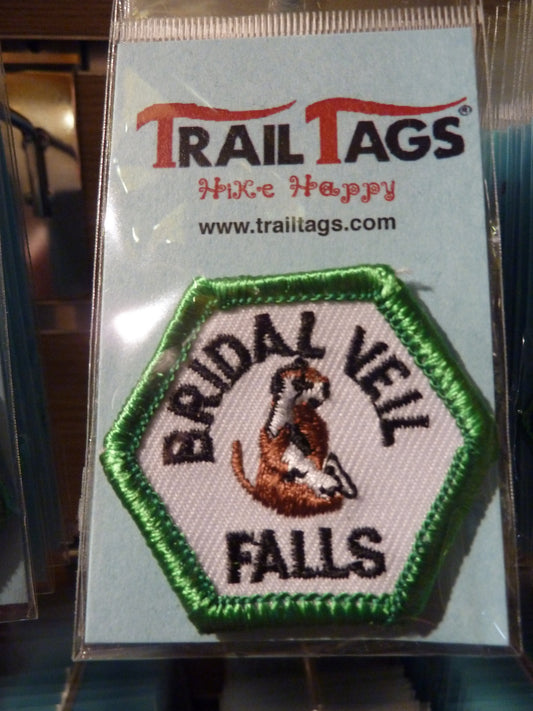 TRAIL TAGS®
Hike Happy
www.trailtags.com
BRIDAL VEIL
FALLS